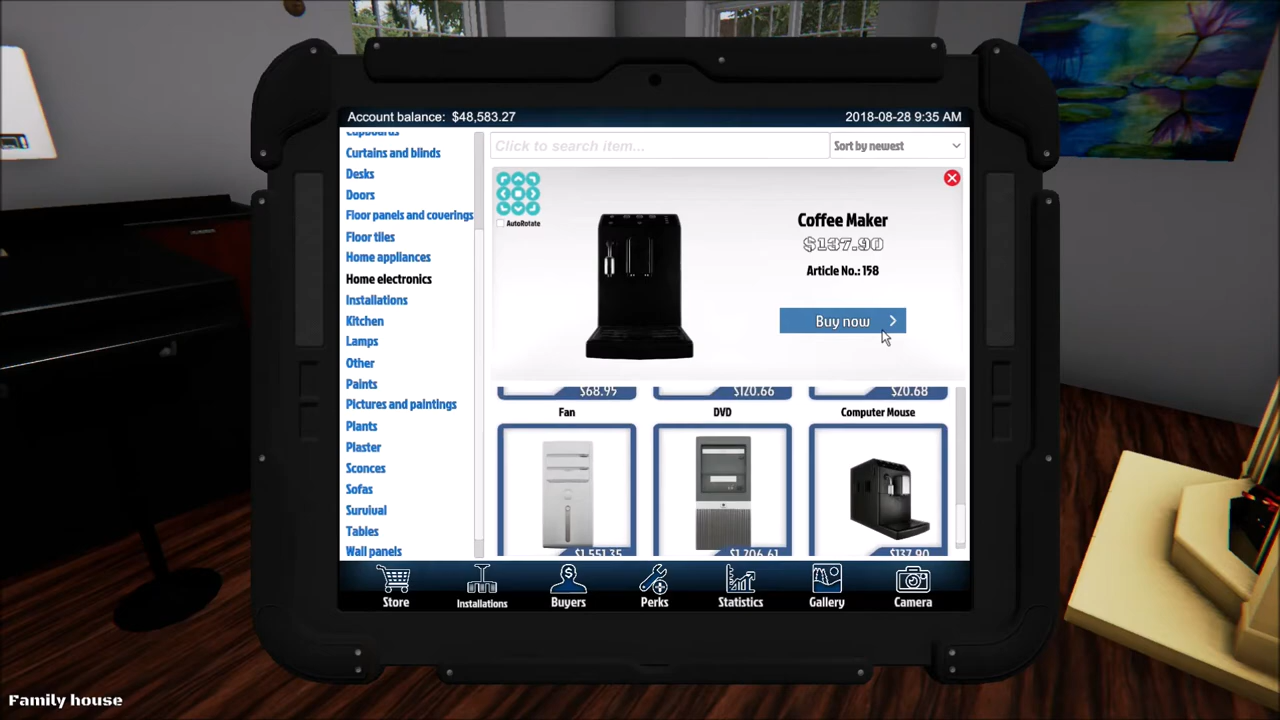 Account balance: $48,583.27
2018-08-28 9:35 AM
Cupboards
Curtains and blinds
Desks
Doors
Floor panels and coverings
Floor tiles
Home appliances
Home electronics
Installations
Kitchen
Lamps
Other
Paints
Pictures and paintings
Plants
Plaster
Sconces
Sofas
Survival
Tables
Wall panels
Click to search item...
Sort by newest
AutoRotate
Coffee Maker
$137.90
Article No.: 158
Buy now
$68.95
$120.66
$20.68
Fan
DVD
Computer Mouse
$1,551.35
$1,206.61
$137.90
Store
Installations
Buyers
Perks
Statistics
Gallery
Camera
Family house